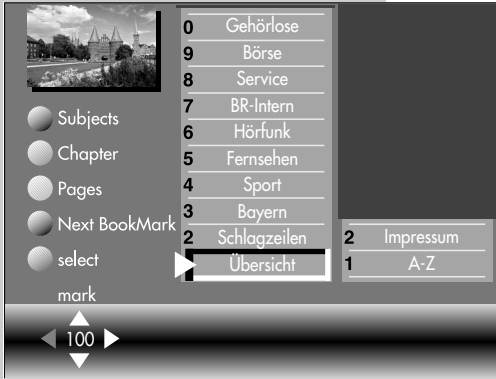 Subjects
Chapter
Pages
Next BookMark
select
mark
100
0 Gehörlose
9 Börse
8 Service
7 BR-Intern
6 Hörfunk
5 Fernsehen
4 Sport
3 Bayern
2 Schlagzeilen
Übersicht
2 Impressum
1 A-Z